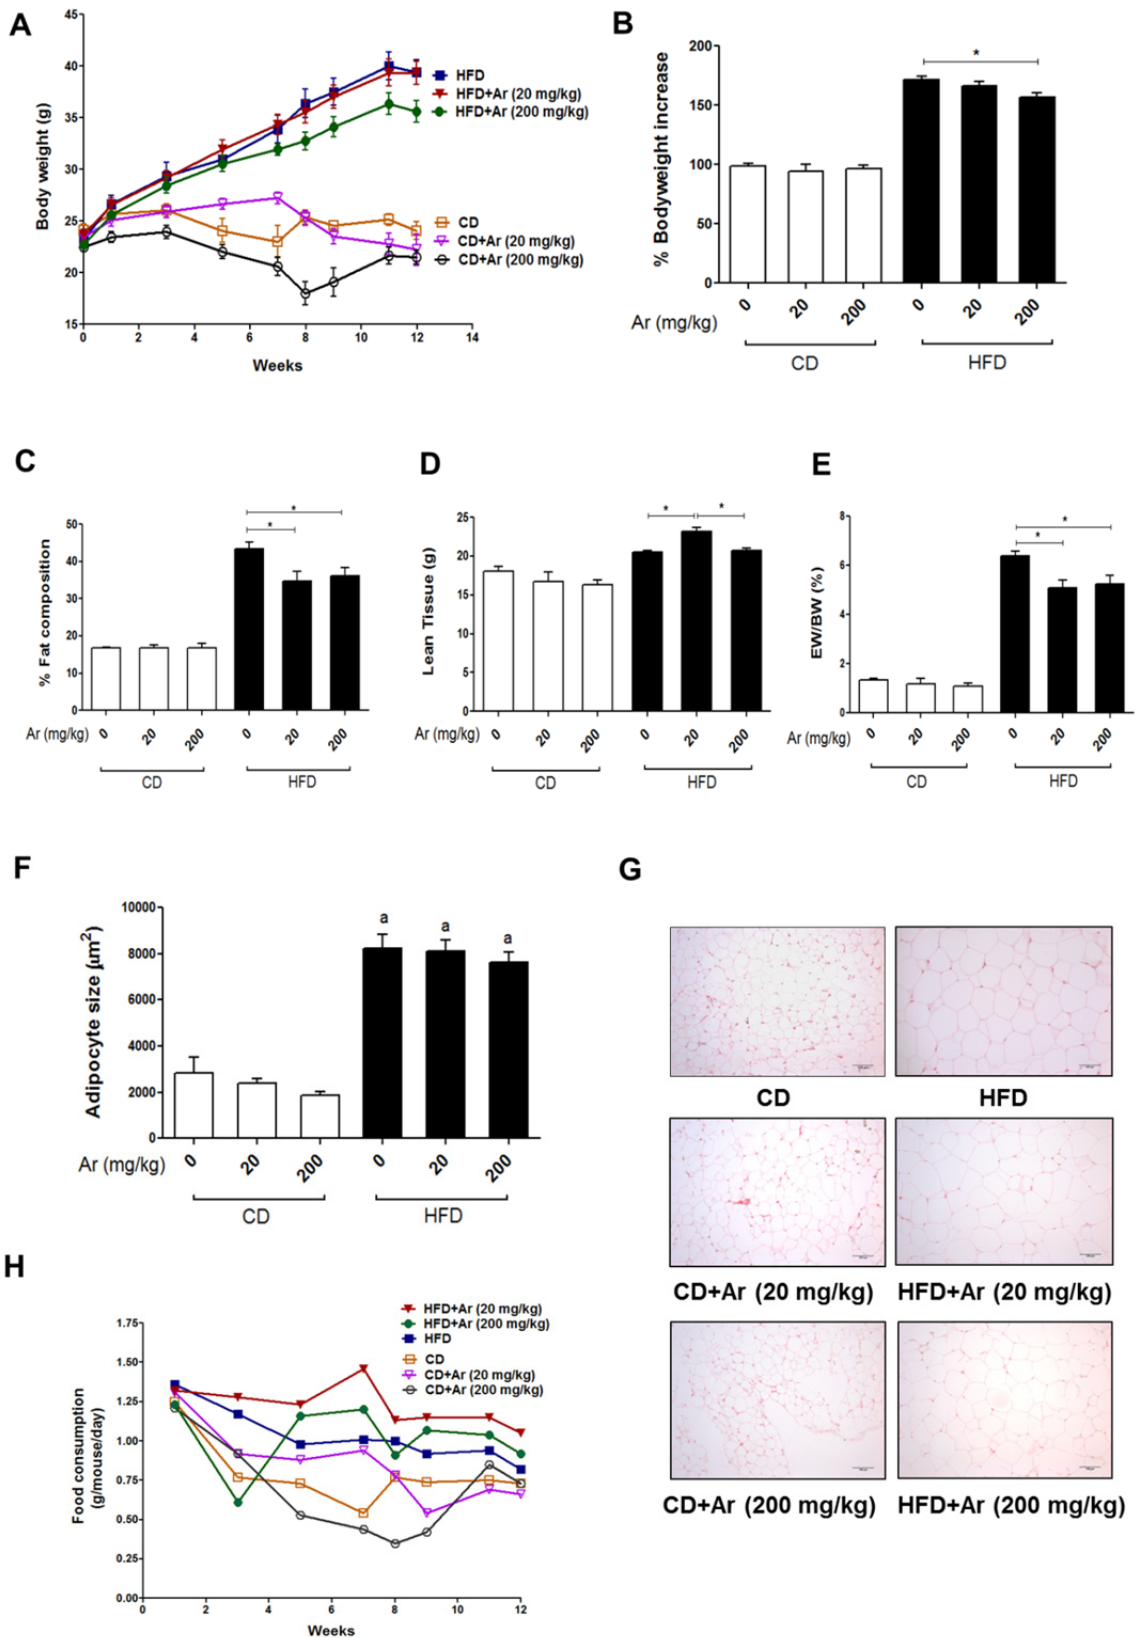 A
Body weight (g)
45
40
35
30
25
20
15
0 2 4 6 8 10 12 14
Weeks
HFD
HFD+Ar (20 mg/kg)
HFD+Ar (200 mg/kg)
CD
CD+Ar (20 mg/kg)
CD+Ar (200 mg/kg)
B
% Bodyweight increase
200
150
100
50
0
*
Ar (mg/kg) 0 20 200 0 20 200
CD HFD
C
% Fat composition
50
40
30
20
10
0
*
*
Ar (mg/kg) 0 20 200 0 20 200
CD HFD
D
Lean Tissue (g)
25
20
15
10
5
0
* *
Ar (mg/kg) 0 20 200 0 20 200
CD HFD
E
EW/BW (%)
8
6
4
2
0
*
*
Ar (mg/kg) 0 20 200 0 20 200
CD HFD
F
Adipocyte size (µm²)
10000
8000
6000
4000
2000
0
a a a
Ar (mg/kg) 0 20 200 0 20 200
CD HFD
G
CD HFD
CD+Ar (20 mg/kg) HFD+Ar (20 mg/kg)
CD+Ar (200 mg/kg) HFD+Ar (200 mg/kg)
H
Food consumption
(g/mouse/day)
1.75
1.50
1.25
1.00
0.75
0.50
0.25
0.00
0 2 4 6 8 10 12
Weeks
HFD+Ar (20 mg/kg)
HFD+Ar (200 mg/kg)
HFD
CD
CD+Ar (20 mg/kg)
CD+Ar (200 mg/kg)